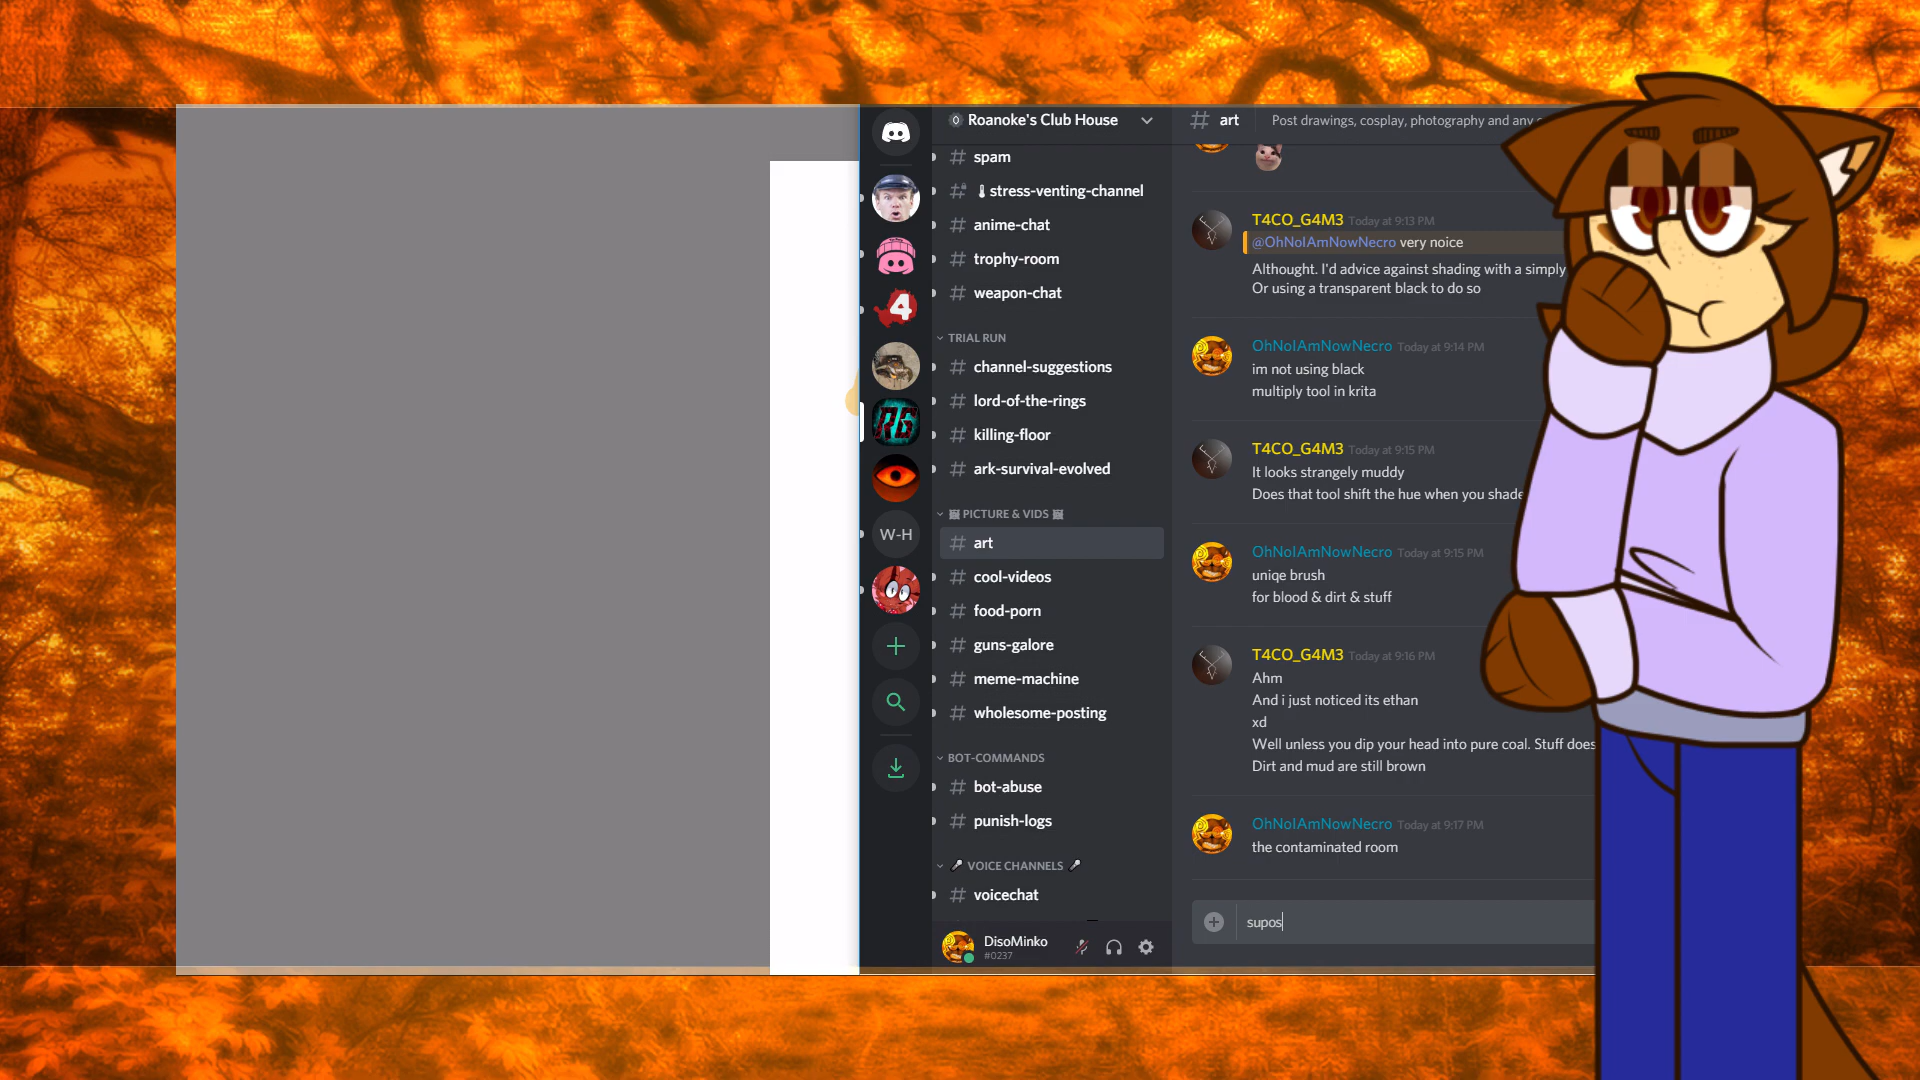 Roanoke's Club House
spam
stress-venting-channel
anime-chat
trophy-room
weapon-chat
TRIAL RUN
channel-suggestions
lord-of-the-rings
killing-floor
ark-survival-evolved
PICTURE & VIDS
art
cool-videos
food-porn
guns-galore
meme-machine
wholesome-posting
BOT-COMMANDS
bot-abuse
punish-logs
VOICE CHANNELS
voicechat
DisoMinko
#0237
4
RG
W-H
art
Post drawings, cosplay, photography and any
T4CO_G4M3 Today at 9:13 PM
@OhNoIAmNowNecro very noice
Althought. I'd advice against shading with a simply
Or using a transparent black to do so
OhNoIAmNowNecro Today at 9:14 PM
im not using black
multiply tool in krita
T4CO_G4M3 Today at 9:15 PM
It looks strangely muddy
Does that tool shift the hue when you shade
OhNoIAmNowNecro Today at 9:15 PM
uniqe brush
for blood & dirt & stuff
T4CO_G4M3 Today at 9:16 PM
Ahm
And i just noticed its ethan
xd
Well unless you dip your head into pure coal. Stuff does
Dirt and mud are still brown
OhNoIAmNowNecro Today at 9:17 PM
the contaminated room
supos